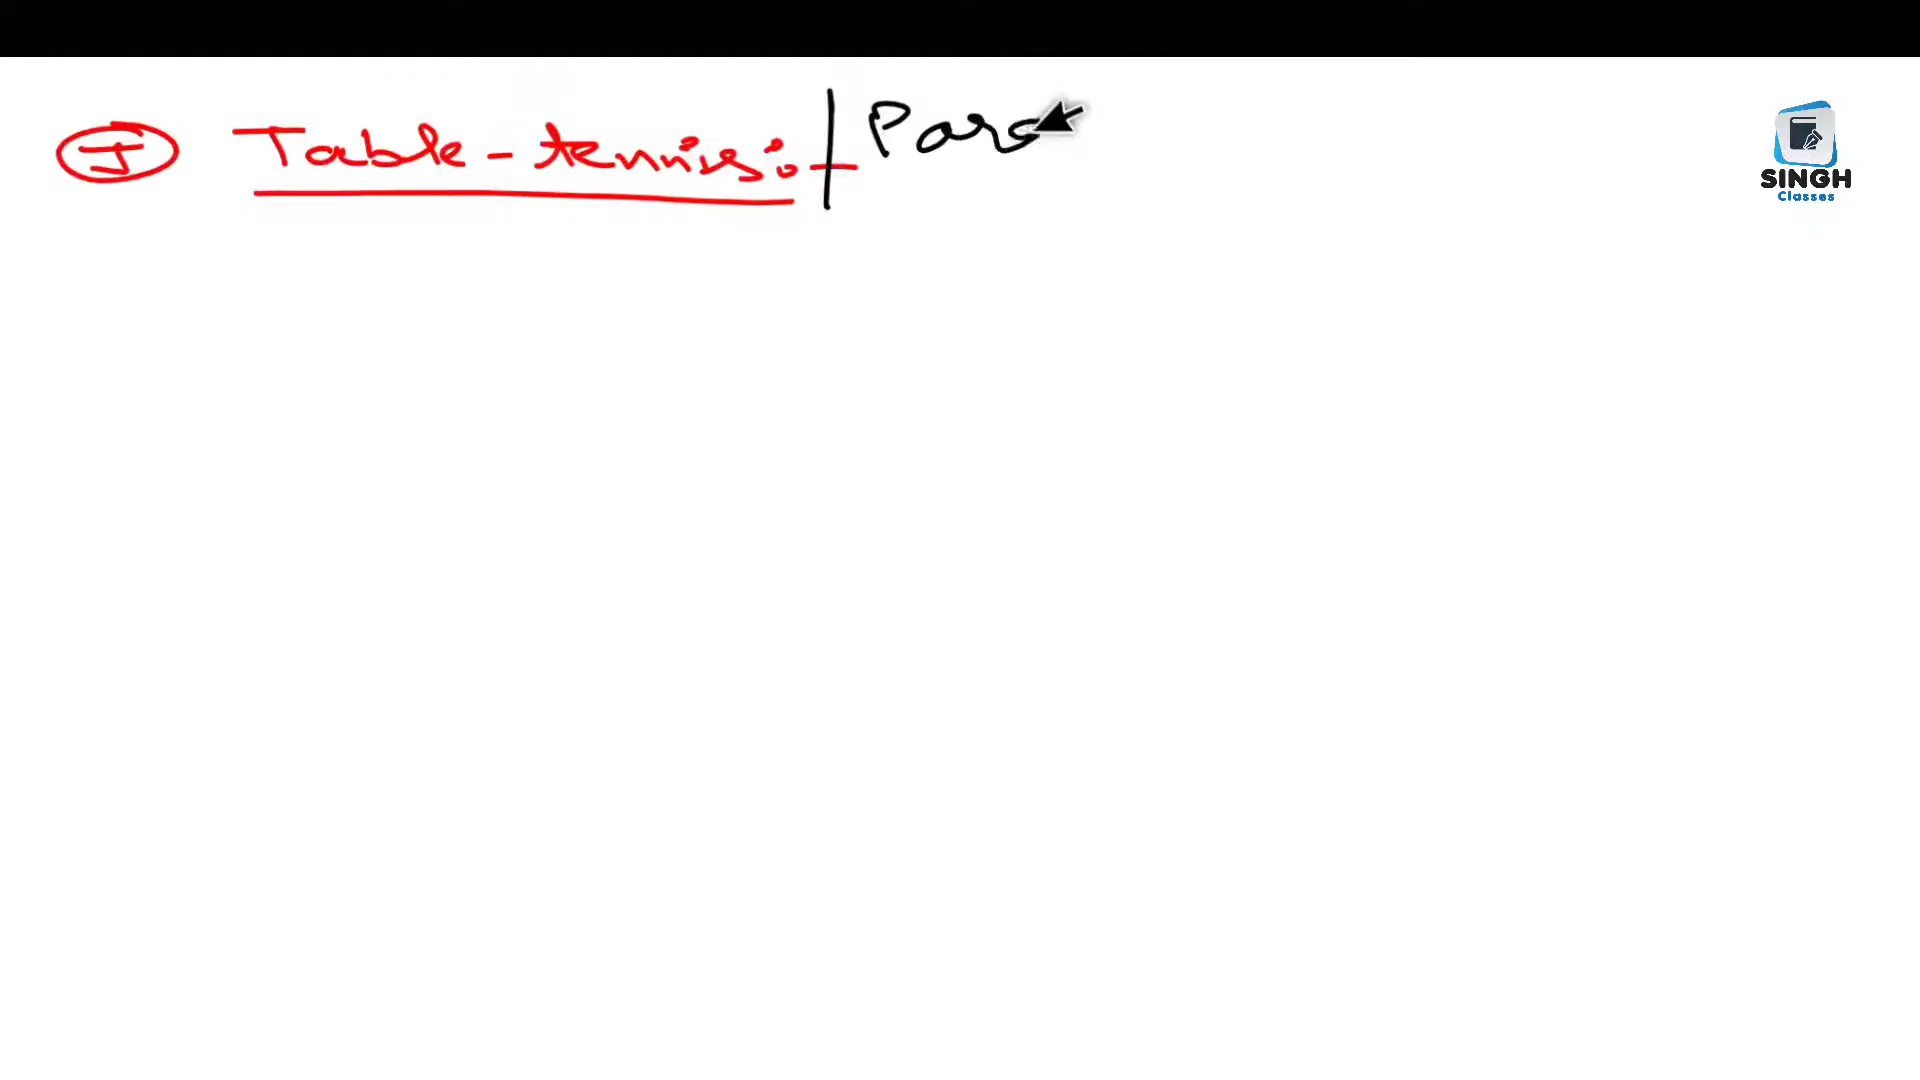 J Table-tennis:- | Para
SINGH
Classes